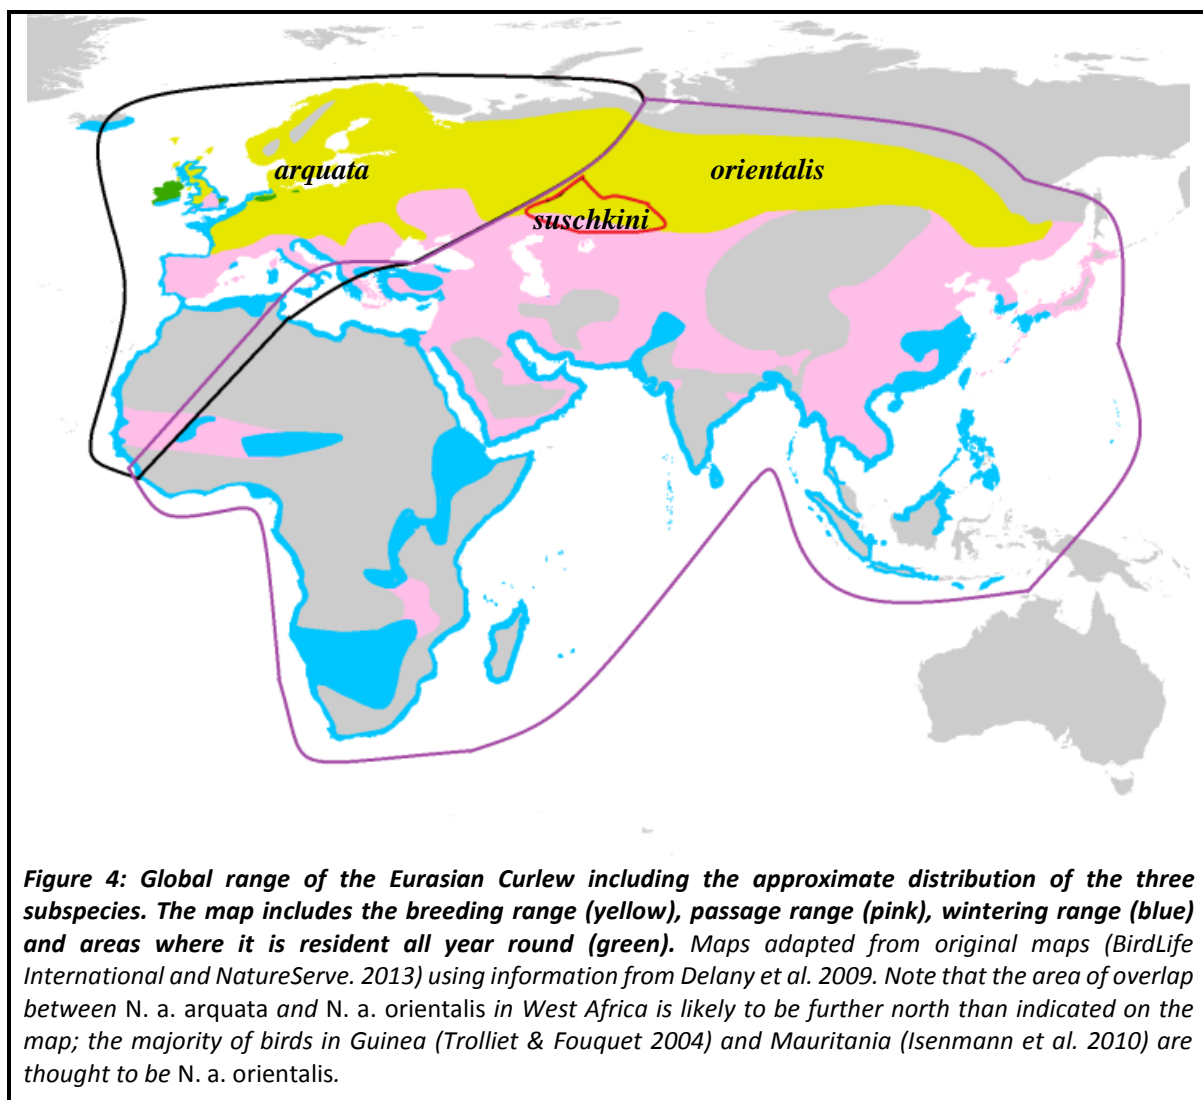 arquata
orientalis
suschkini
Figure 4: Global range of the Eurasian Curlew including the approximate distribution of the three
subspecies. The map includes the breeding range (yellow), passage range (pink), wintering range (blue)
and areas where it is resident all year round (green). Maps adapted from original maps (BirdLife
International and NatureServe. 2013) using information from Delany et al. 2009. Note that the area of overlap
between N. a. arquata and N. a. orientalis in West Africa is likely to be further north than indicated on the
map; the majority of birds in Guinea (Trolliet & Fouquet 2004) and Mauritania (Isenmann et al. 2010) are
thought to be N. a. orientalis.